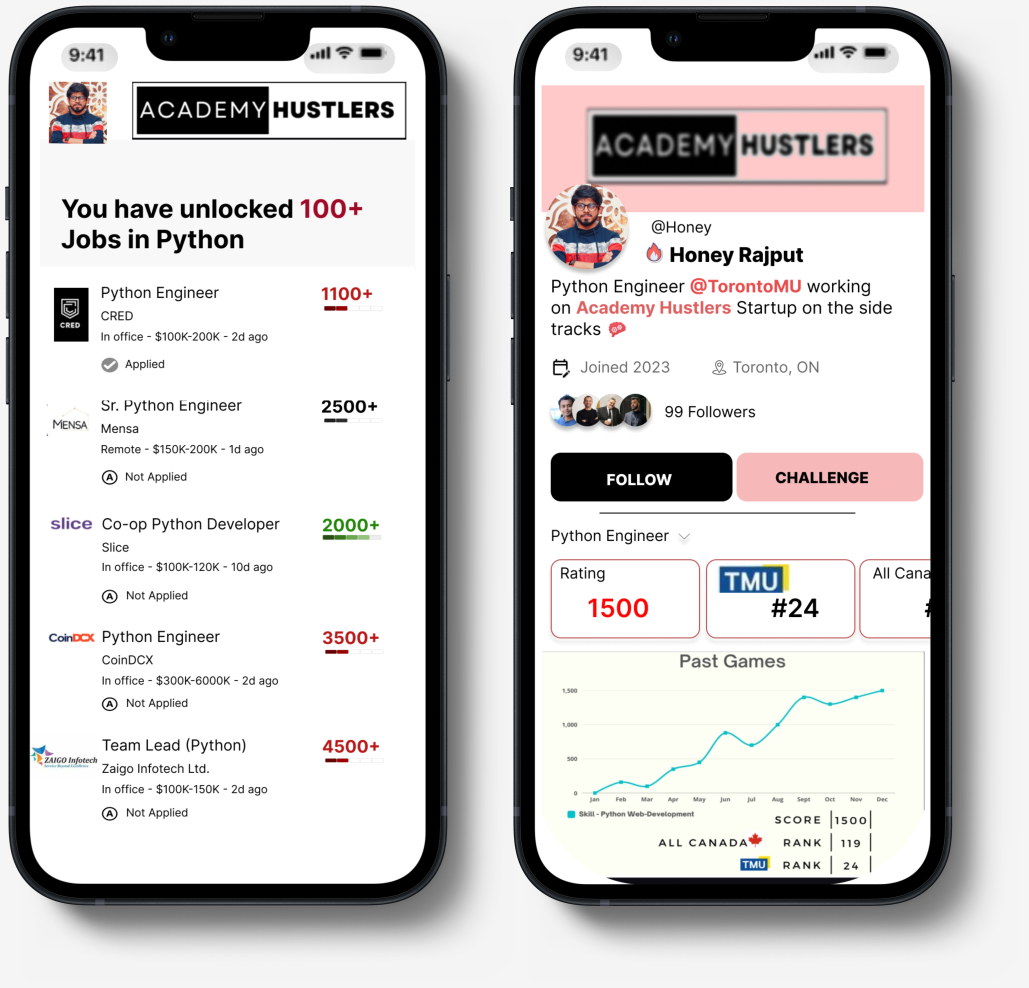 9:41
ACADEMY HUSTLERS
You have unlocked 100+
Jobs in Python
Python Engineer
1100+
CRED
CRED
In office - $100K-200K - 2d ago
Applied
Sr. Python Engineer
2500+
MENSA
Mensa
Remote - $150K-200K - 1d ago
A Not Applied
slice
Co-op Python Developer
2000+
Slice
In office - $100K-120K - 10d ago
A Not Applied
CoinDCX
Python Engineer
3500+
CoinDCX
In office - $300K-6000K - 2d ago
A Not Applied
Team Lead (Python)
4500+
ZAIGO Infotech
Zaigo Infotech Ltd.
In office - $100K-150K - 2d ago
A Not Applied
9:41
ACADEMY HUSTLERS
@Honey
Honey Rajput
Python Engineer @TorontoMU working
on Academy Hustlers Startup on the side
tracks
Joined 2023
Toronto, ON
99 Followers
FOLLOW
CHALLENGE
Python Engineer
Rating
1500
TMU
#24
All Cana
#
Past Games
1,500
1,000
500
0
Jan Feb Mar Apr May Jun Jul Aug Sept Oct Nov Dec
Skill - Python Web-Development
SCORE 1500
ALL CANADA RANK 119
TMU RANK 24